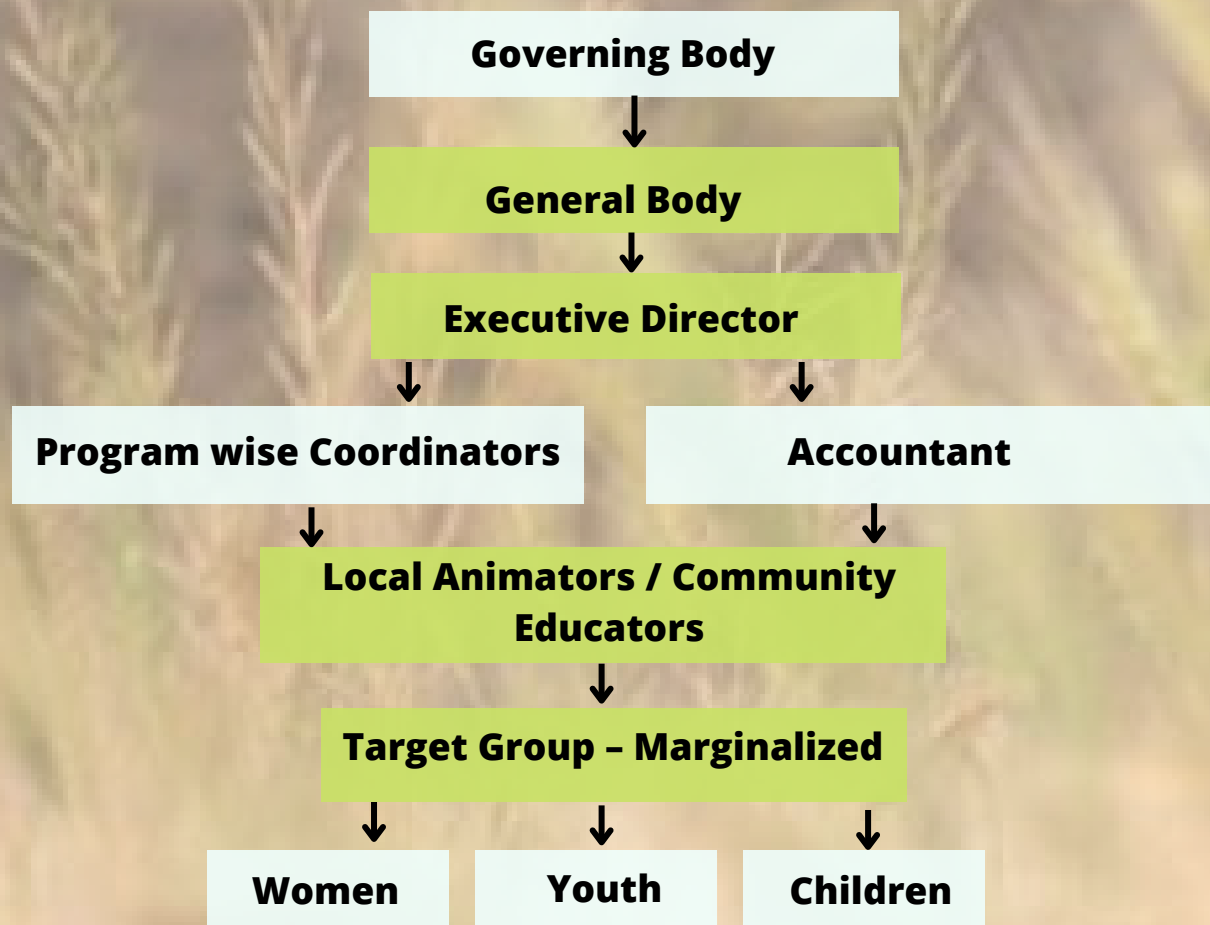 Governing Body
General Body
Executive Director
Program wise Coordinators
Accountant
Local Animators / Community
Educators
Target Group – Marginalized
Women
Youth
Children